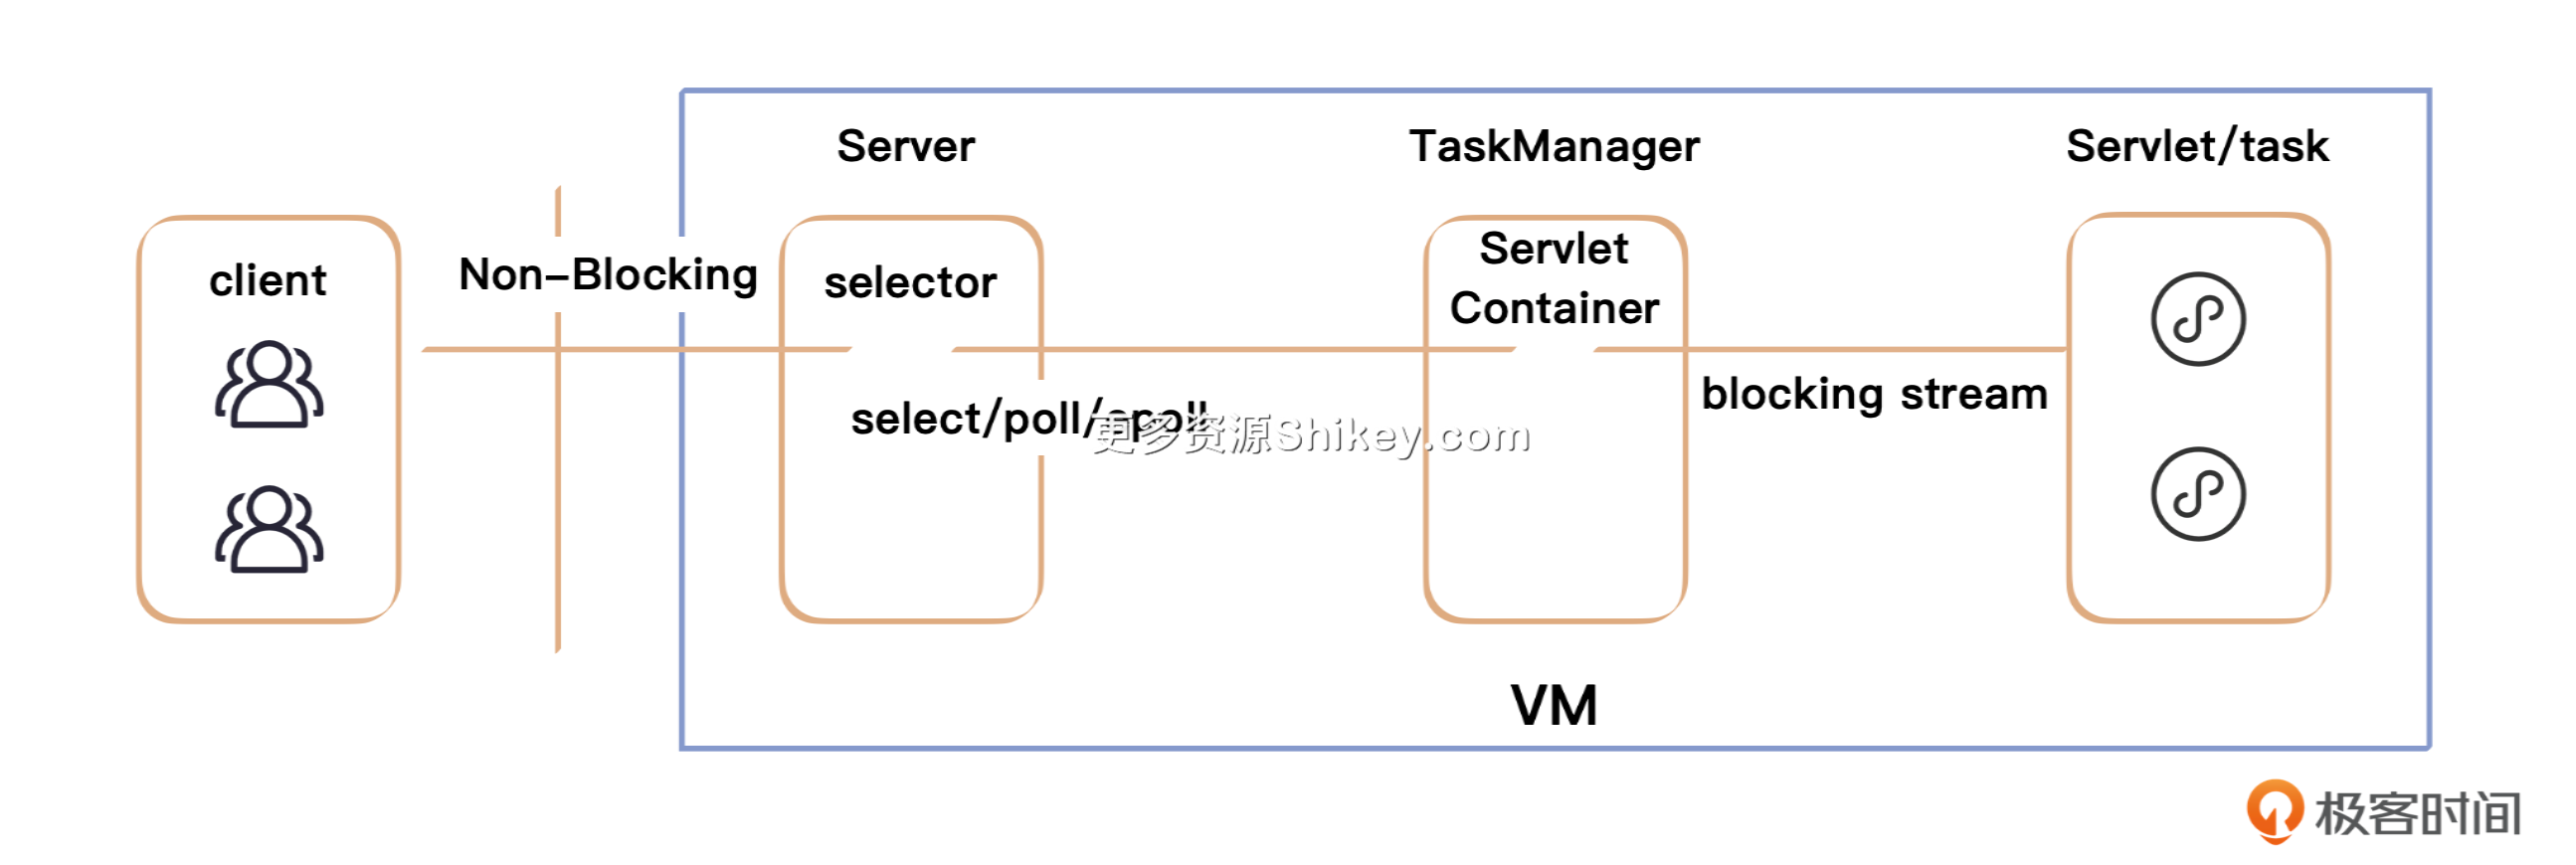 Server
TaskManager
Servlet/task
client
Non-Blocking
selector
Servlet
Container
select/poll/epoll
更多资源Shikey.com
blocking stream
VM
极客时间